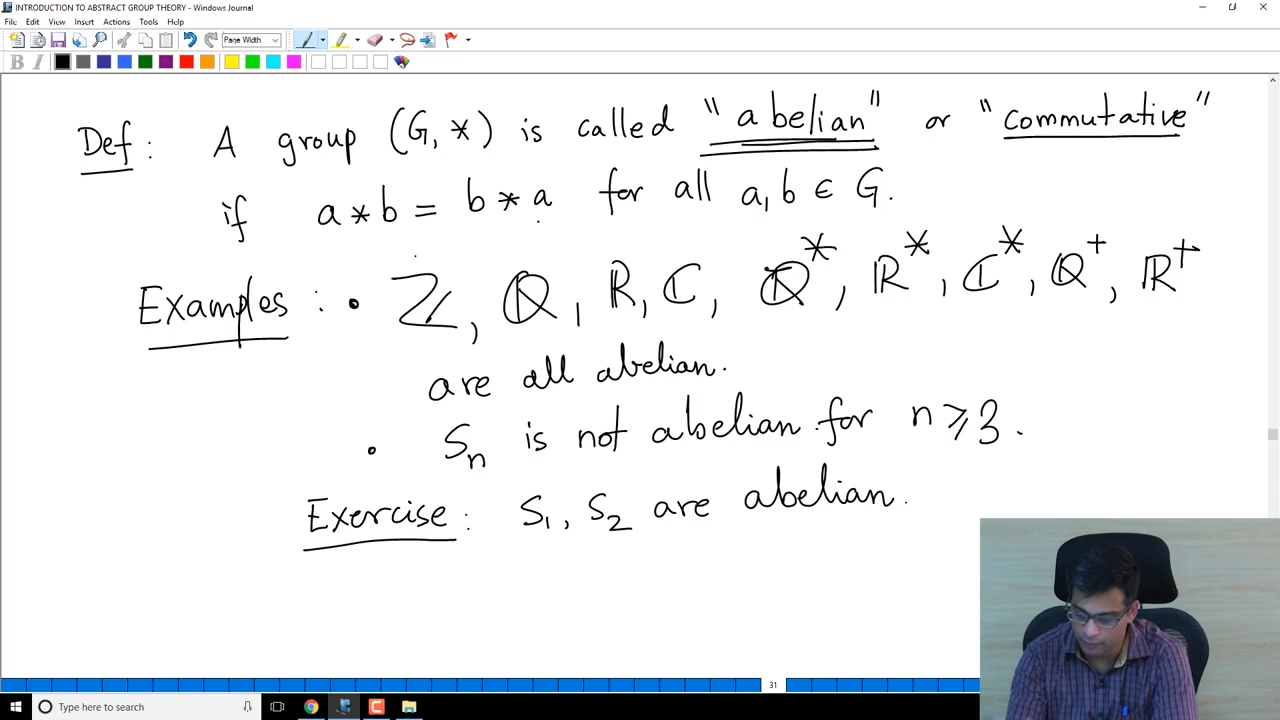 INTRODUCTION TO ABSTRACT GROUP THEORY - Windows Journal
File Edit View Insert Actions Tools Help
Page Width
B I
Def: A group (G, *) is called "abelian" or "commutative"
if a * b = b * a for all a, b ∈ G.
Examples: • ℤ, ℚ, ℝ, ℂ, ℚ*, ℝ*, ℂ*, ℚ⁺, ℝ⁺
are all abelian.
• Sₙ is not abelian for n ⩾ 3.
Exercise: S₁, S₂ are abelian.
31
Type here to search